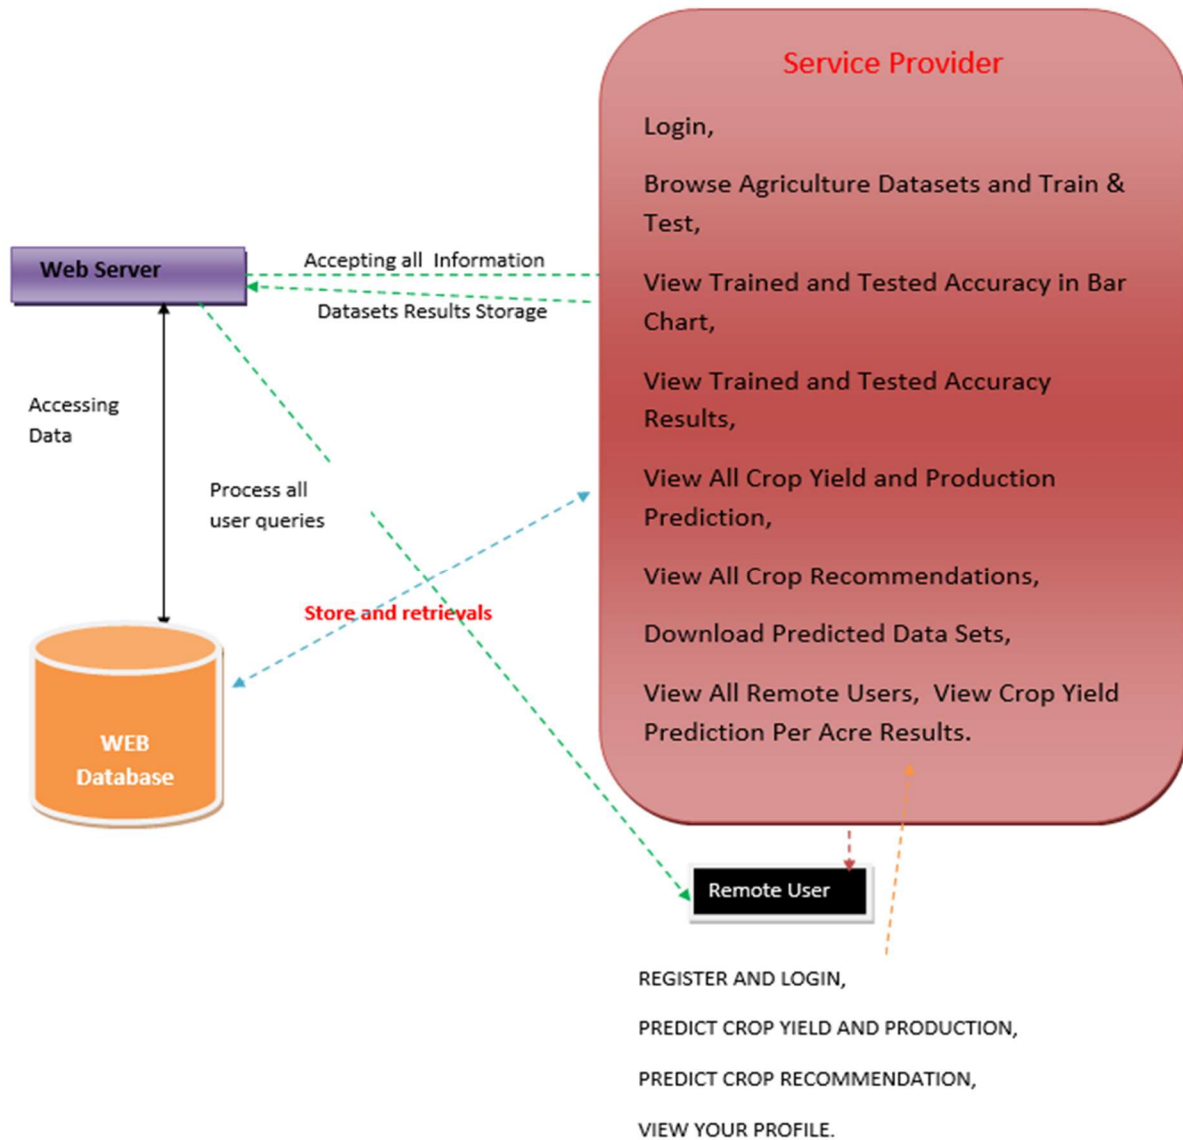 Service Provider
Login,
Browse Agriculture Datasets and Train &
Test,
View Trained and Tested Accuracy in Bar
Chart,
View Trained and Tested Accuracy
Results,
View All Crop Yield and Production
Prediction,
View All Crop Recommendations,
Download Predicted Data Sets,
View All Remote Users, View Crop Yield
Prediction Per Acre Results.
Web Server
Accepting all Information
Datasets Results Storage
Accessing
Data
Process all
user queries
Store and retrievals
WEB
Database
Remote User
REGISTER AND LOGIN,
PREDICT CROP YIELD AND PRODUCTION,
PREDICT CROP RECOMMENDATION,
VIEW YOUR PROFILE.